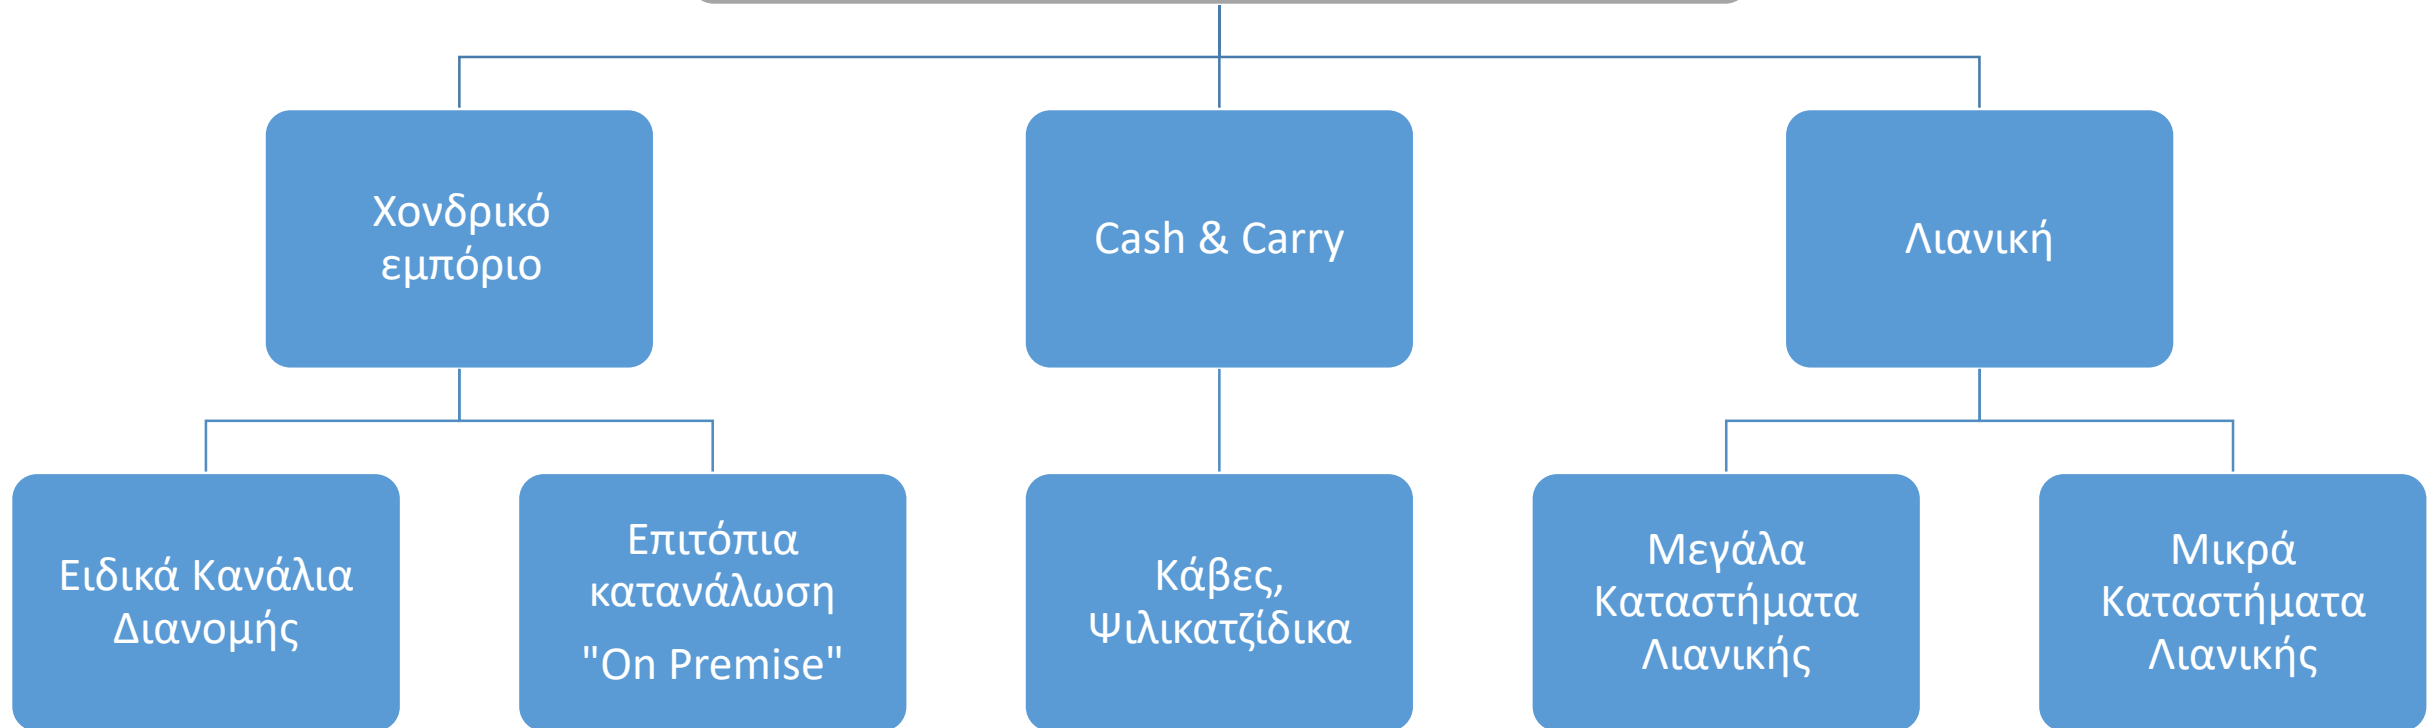 Χονδρικό
εμπόριο
Cash & Carry
Λιανική
Ειδικά Κανάλια
Διανομής
Επιτόπια
κατανάλωση
"On Premise"
Κάβες,
Ψιλικατζίδικα
Μεγάλα
Καταστήματα
Λιανικής
Μικρά
Καταστήματα
Λιανικής